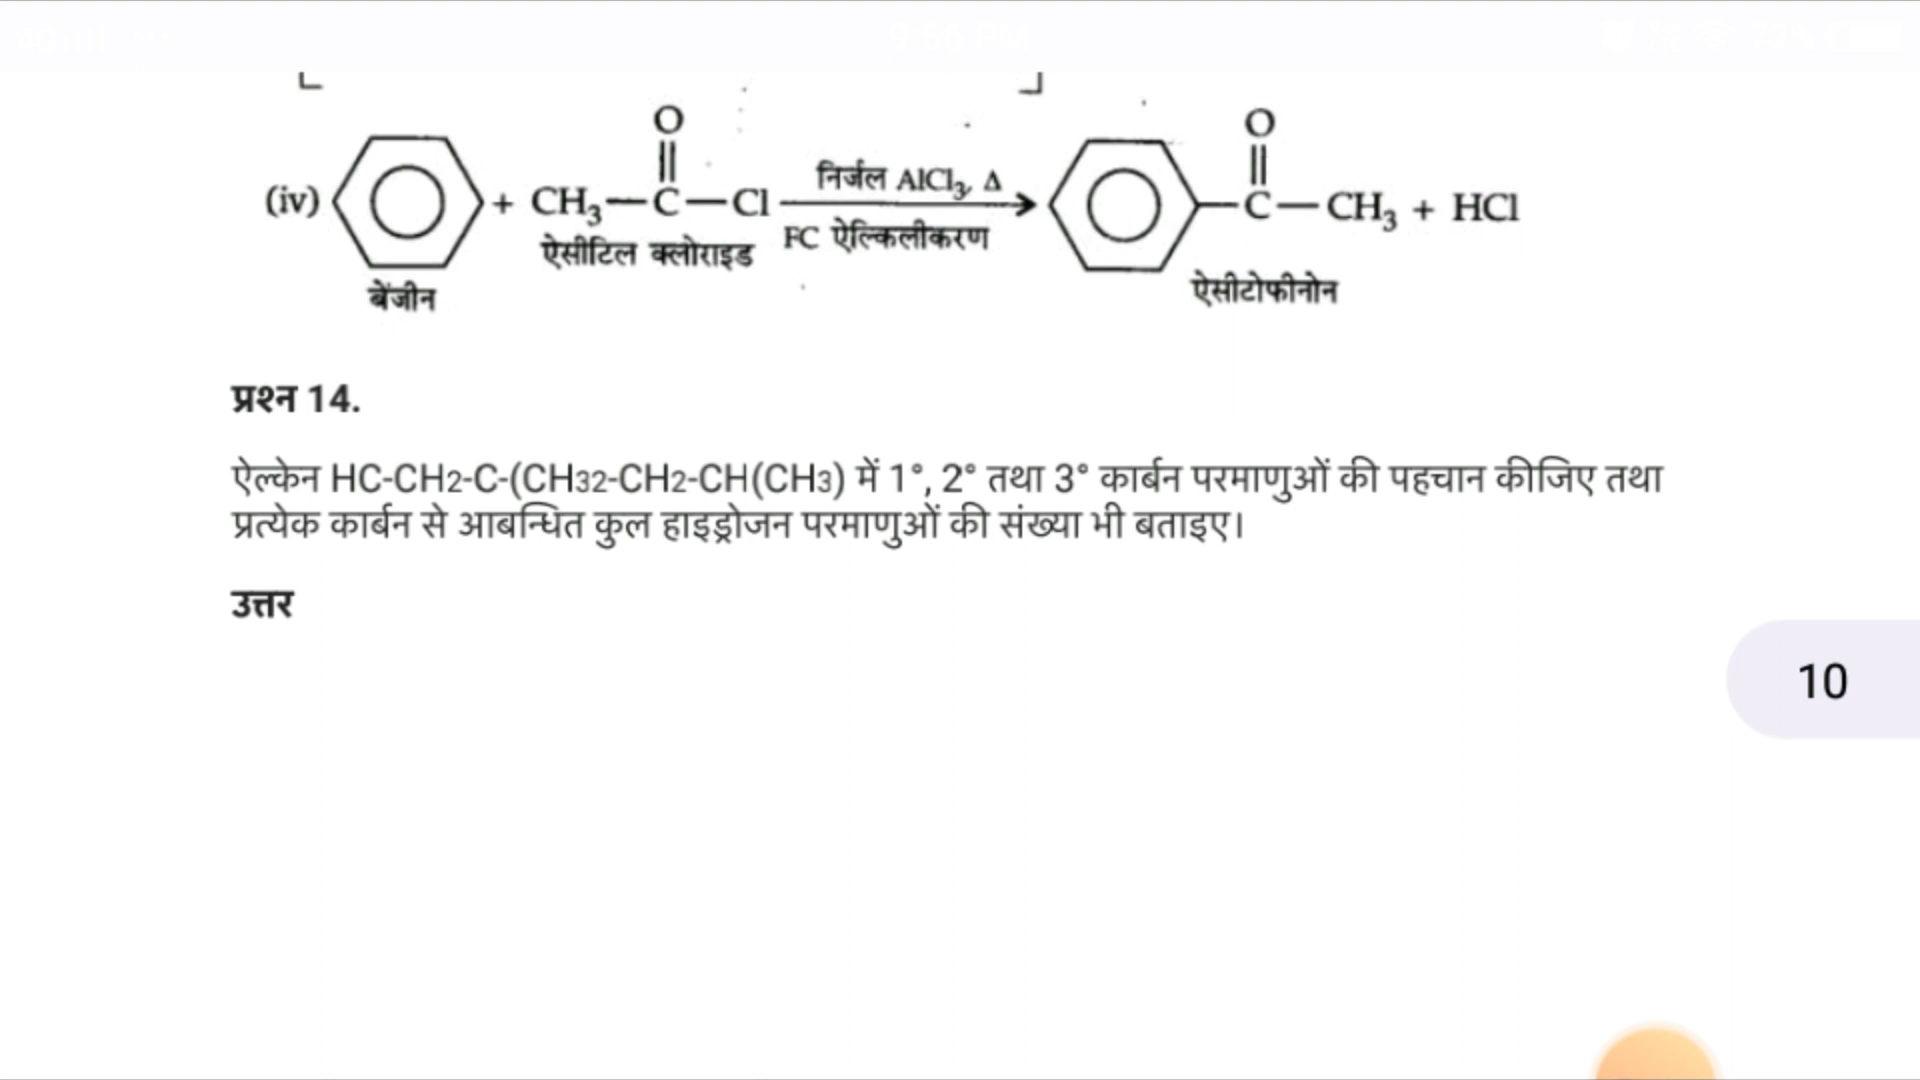 O
O
(iv) + CH₃—C—Cl निर्जल AlCl₃, Δ —C—CH₃ + HCl
ऐसीटिल क्लोराइड FC ऐल्किलीकरण
बेंजीन ऐसीटोफीनोन
प्रश्न 14.
ऐल्केन HC-CH2-C-(CH32-CH2-CH(CH3) में 1°, 2° तथा 3° कार्बन परमाणुओं की पहचान कीजिए तथा
प्रत्येक कार्बन से आबन्धित कुल हाइड्रोजन परमाणुओं की संख्या भी बताइए।
उत्तर
10